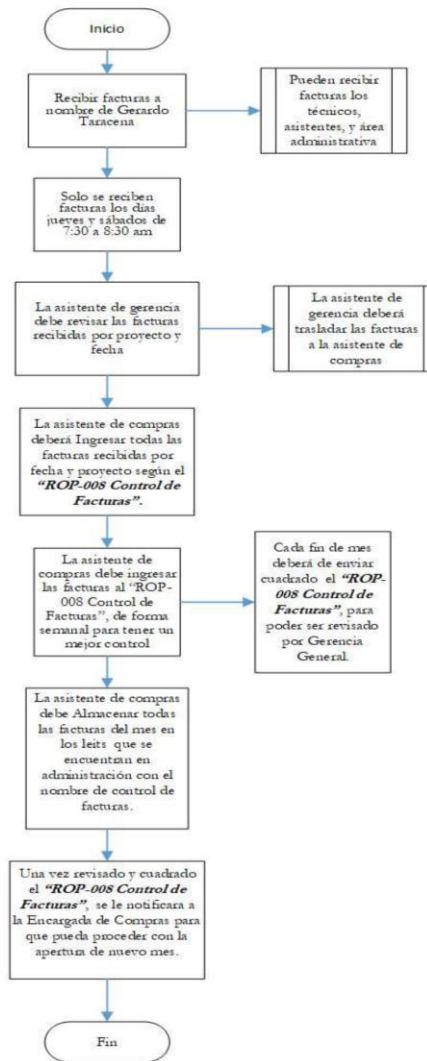 Inicio
Recibir facturas a
nombre de Gerardo
Taracena
Pueden recibir
facturas los
técnicos,
asistentes, y área
administrativa
Solo se reciben
facturas los días
jueves y sábados de
7:30 a 8:30 am
La asistente de gerencia
debe revisar las facturas
recibidas por proyecto y
fecha
La asistente de
gerencia deberá
trasladar las facturas
a la asistente de
compras
La asistente de compras
deberá Ingresar todas las
facturas recibidas por
fecha y proyecto según el
“ROP-008 Control de
Facturas”.
La asistente de
compras debe ingresar
las facturas al “ROP-
008 Control de
Facturas”, de forma
semanal para tener un
mejor control
Cada fin de mes
deberá de enviar
cuadrado el “ROP-
008 Control de
Facturas”, para
poder ser revisado
por Gerencia
General.
La asistente de compras
debe Almacenar todas
las facturas del mes en
los leits que se
encuentran en
administración con el
nombre de control de
facturas.
Una vez revisado y cuadrado
el “ROP-008 Control de
Facturas”, se le notificara a
la Encargada de Compras para
que pueda proceder con la
apertura de nuevo mes.
Fin